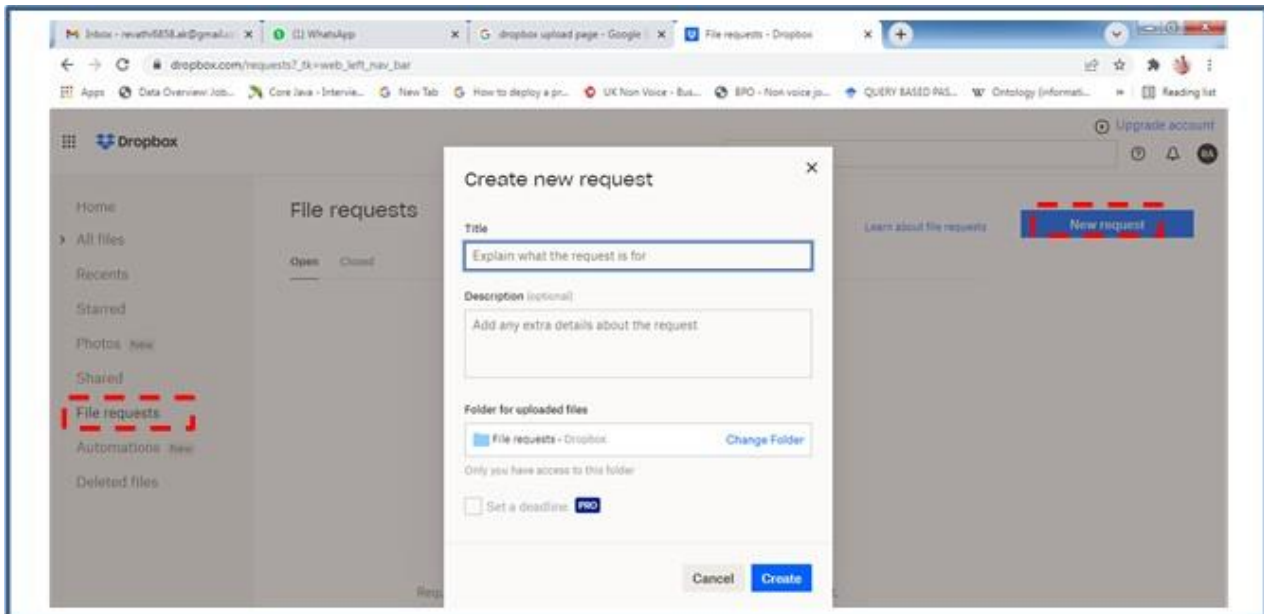 (1) WhatsApp
dropbox upload page - Google
File requests - Dropbox
dropbox.com/requests?_tk=web_left_nav_bar
Apps
Data Overview: Job...
Core Java - Intervie...
New Tab
How to deploy a pr...
UK Non Voice - Bus...
BPO - Non voice jo...
QUERY BASED PAS...
Ontology (informati...
»
Reading list
Upgrade account
Dropbox
BA
Home
All files
Recents
Starred
Photos New
Shared
File requests
Automations New
Deleted files
File requests
Open Closed
Learn about file requests
New request
Create new request
Title
Explain what the request is for
Description (optional)
Add any extra details about the request
Folder for uploaded files
File requests - Dropbox
Change Folder
Only you have access to this folder
Set a deadline PRO
Cancel
Create